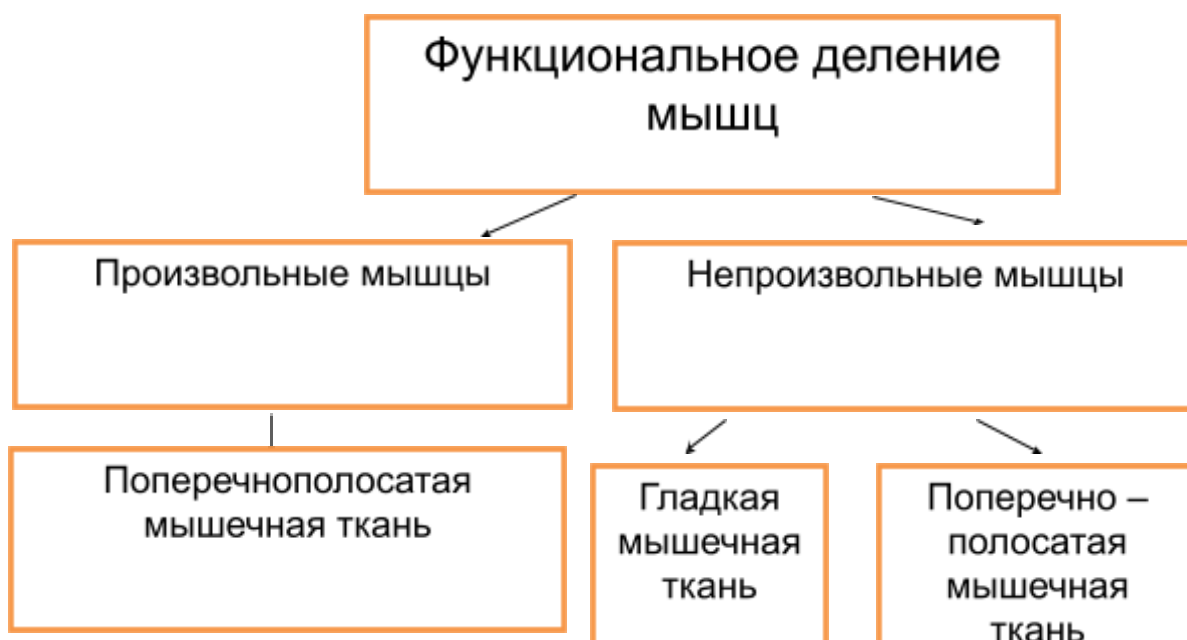 Функциональное деление
мышц
Произвольные мышцы
Непроизвольные мышцы
Поперечнополосатая
мышечная ткань
Гладкая
мышечная
ткань
Поперечно –
полосатая
мышечная
ткань